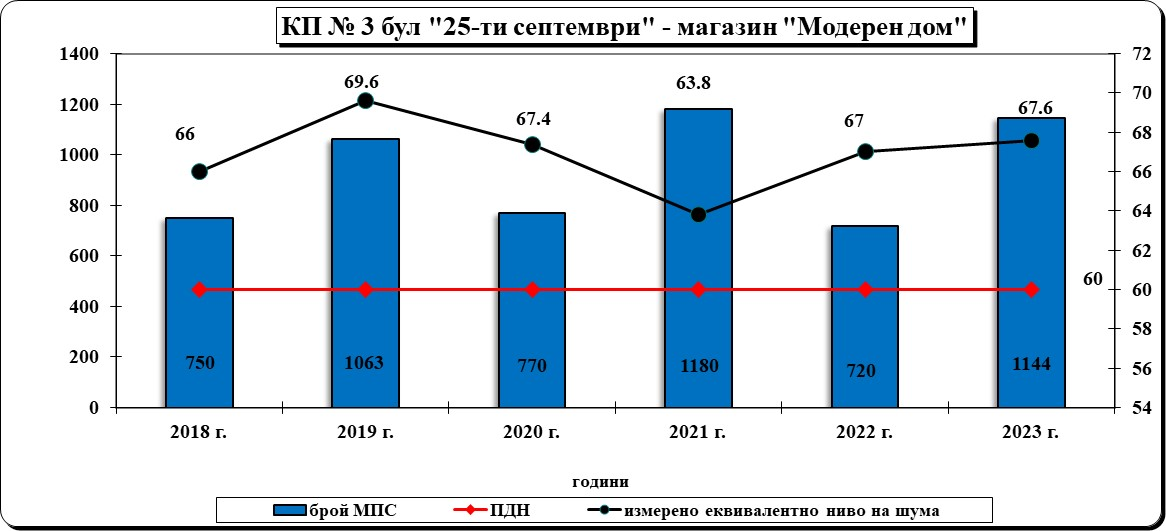 КП № 3 бул "25-ти септември" - магазин "Модерен дом"
1400
1200
1000
800
600
400
200
0
72
70
68
66
64
62
60
58
56
54
66
69.6
67.4
63.8
67
67.6
60
750
1063
770
1180
720
1144
2018 г.
2019 г.
2020 г.
2021 г.
2022 г.
2023 г.
години
брой МПС
ПДН
измерено еквивалентно ниво на шума